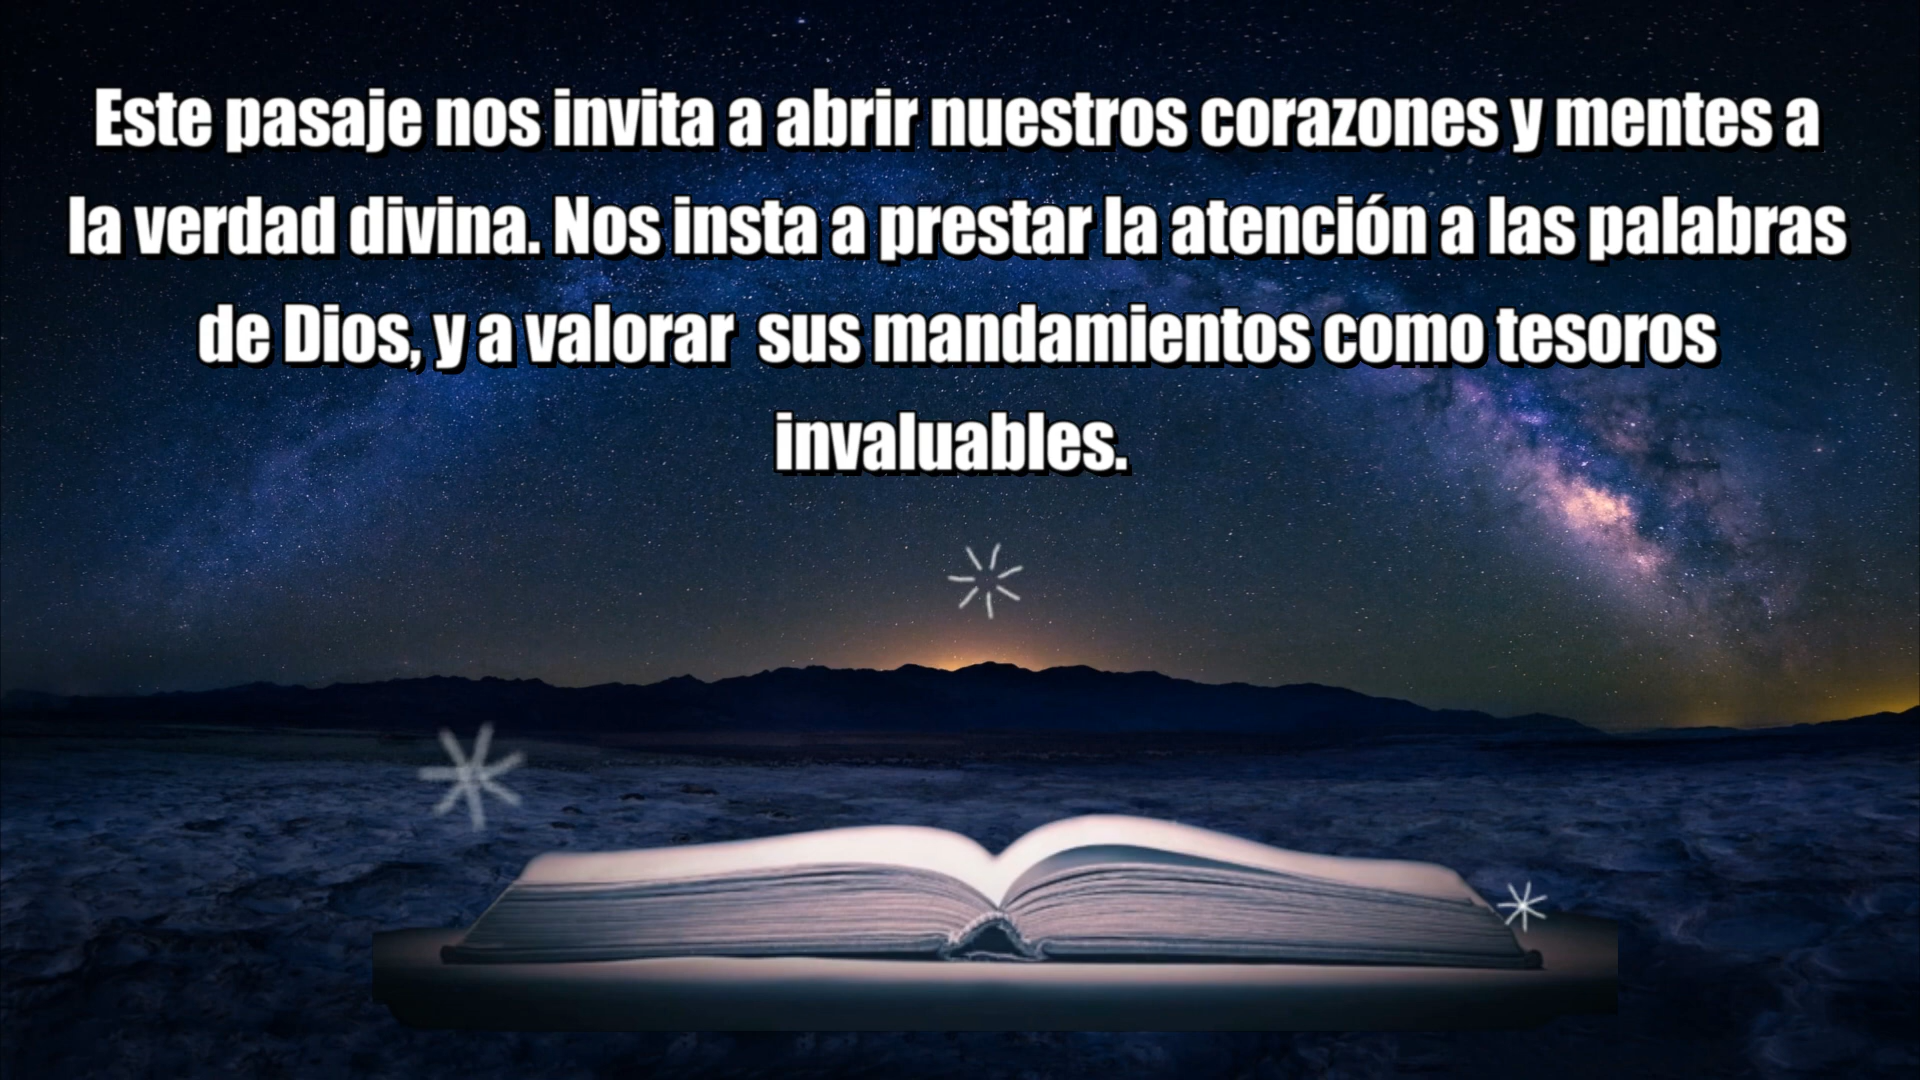 Este pasaje nos invita a abrir nuestros corazones y mentes a
la verdad divina. Nos insta a prestar la atención a las palabras
de Dios, y a valorar  sus mandamientos como tesoros
invaluables.